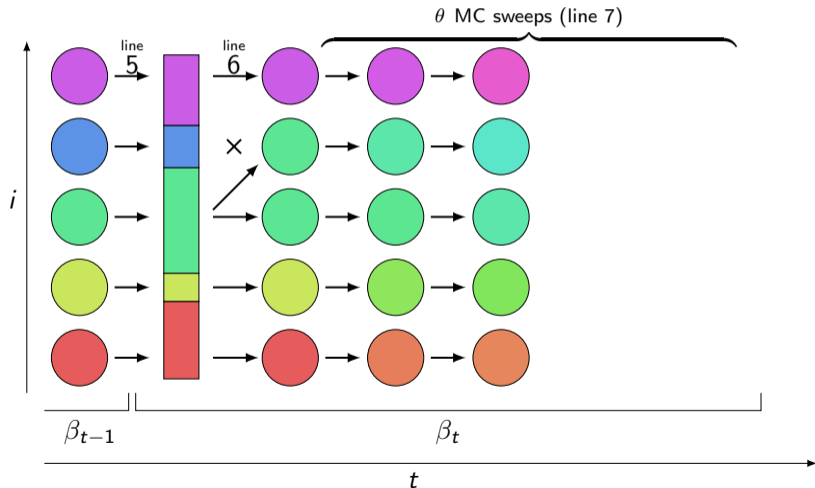 θ MC sweeps (line 7)
line
5
line
6
×
i
β_{t−1}
β_t
t